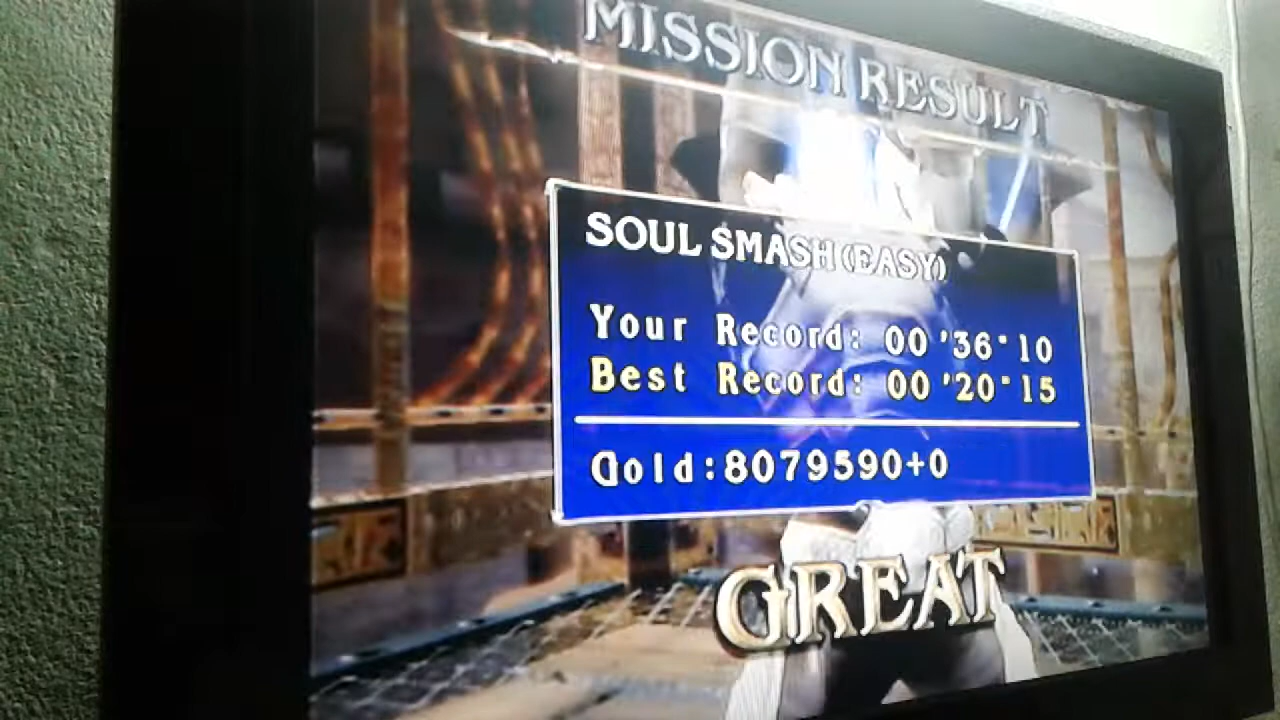 MISSION RESULT
SOUL SMASH(EASY)
Your Record: 00'36"10
Best Record: 00'20"15
Gold:8079590+0
GREAT